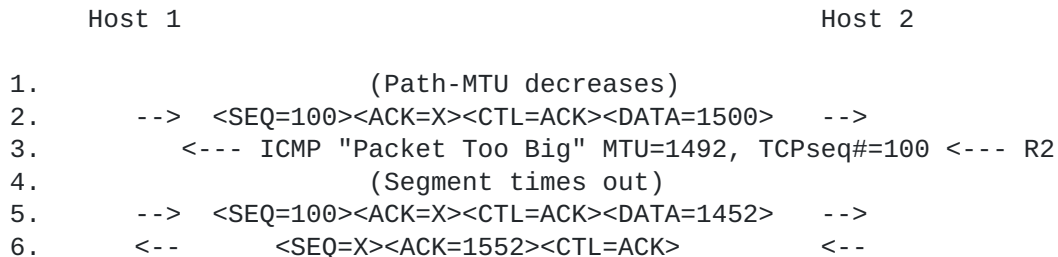 Host 1                                          Host 2
1.                      (Path-MTU decreases)
2.        -->  <SEQ=100><ACK=X><CTL=ACK><DATA=1500>   -->
3.           <--- ICMP "Packet Too Big" MTU=1492, TCPseq#=100 <--- R2
4.                      (Segment times out)
5.        -->  <SEQ=100><ACK=X><CTL=ACK><DATA=1452>   -->
6.        <--      <SEQ=X><ACK=1552><CTL=ACK>         <--